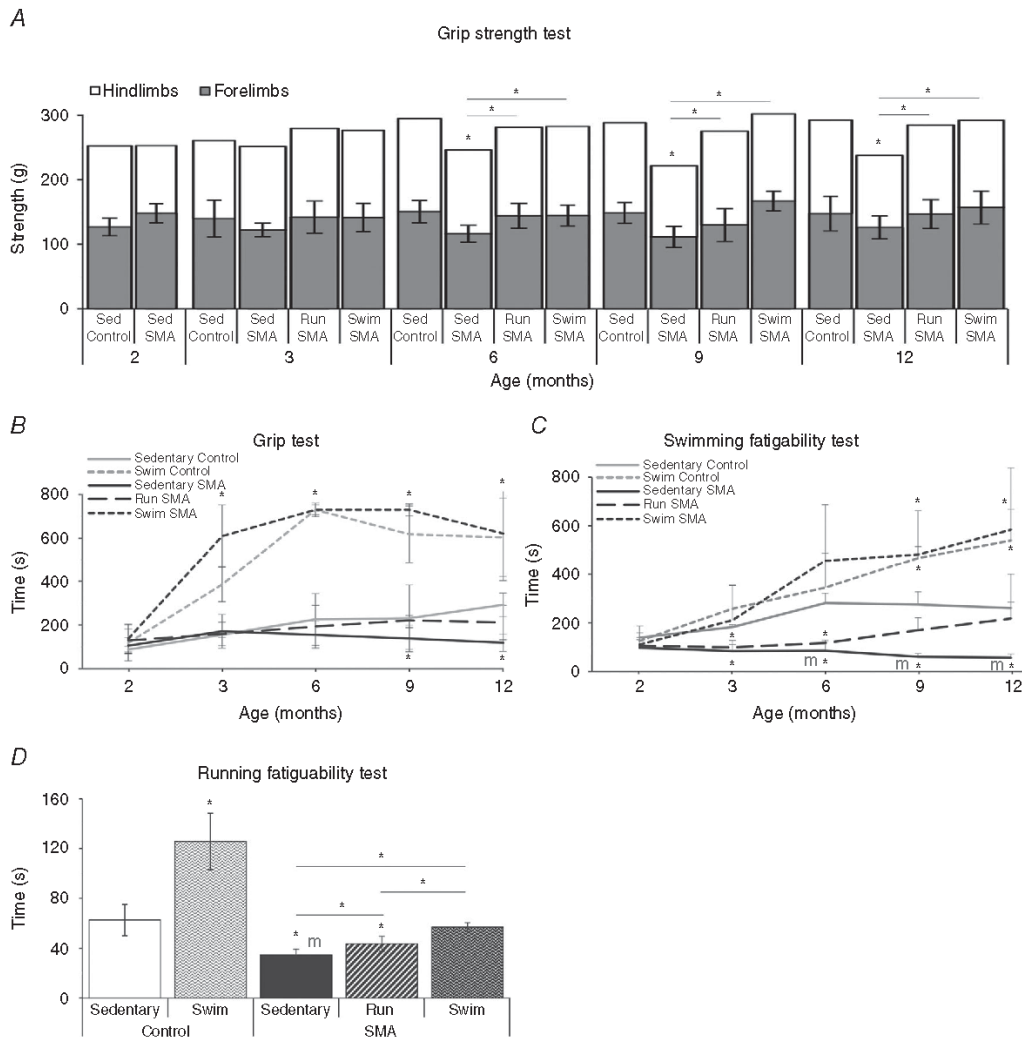 A
Grip strength test
Hindlimbs Forelimbs
* * * * * * * * *
300
200
100
0
Strength (g)
Sed Control Sed SMA Sed Control Sed SMA Run SMA Swim SMA Sed Control Sed SMA Run SMA Swim SMA Sed Control Sed SMA Run SMA Swim SMA Sed Control Sed SMA Run SMA Swim SMA
2 3 6 9 12
Age (months)
B
Grip test
Sedentary Control
Swim Control
Sedentary SMA
Run SMA
Swim SMA
* * * *
800
600
400
200
0
* *
Time (s)
2 3 6 9 12
Age (months)
C
Swimming fatigability test
Sedentary Control
Swim Control
Sedentary SMA
Run SMA
Swim SMA
800
600
400
200
0
* *
* *
* *
* m * m * m *
Time (s)
2 3 6 9 12
Age (months)
D
Running fatiguability test
160
120
80
40
0
Time (s)
*
*
*
*
* m *
Sedentary Swim Sedentary Run Swim
Control SMA